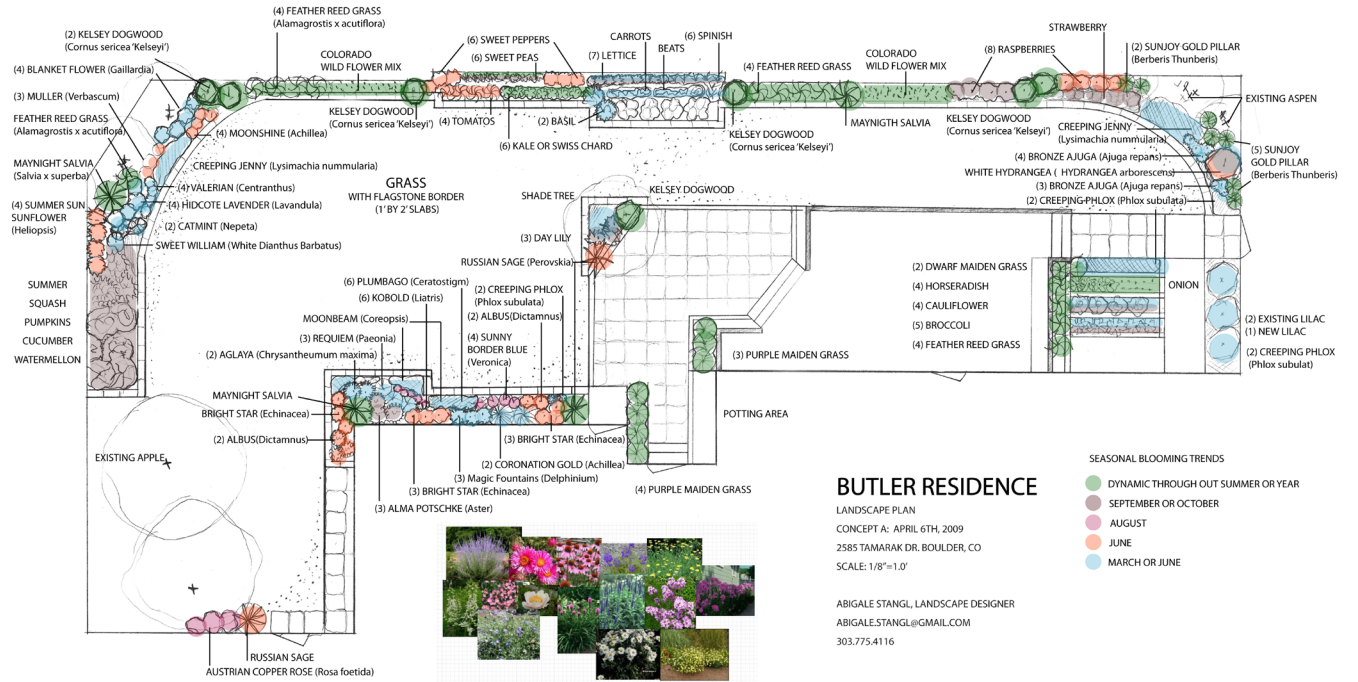 (4) FEATHER REED GRASS
(Alamagrostis x acutiflora)
(2) KELSEY DOGWOOD
(Cornus sericea 'Kelseyi')
(4) BLANKET FLOWER (Gaillardia)
(3) MULLER (Verbascum)
FEATHER REED GRASS
(Alamagrostis x acutiflora)
MAYNIGHT SALVIA
(Salvia x superba)
(4) SUMMER SUN
SUNFLOWER
(Heliopsis)
SUMMER
SQUASH
PUMPKINS
CUCUMBER
WATERMELLON
COLORADO
WILD FLOWER MIX
KELSEY DOGWOOD
(Cornus sericea 'Kelseyi')
(4) MOONSHINE (Achillea)
CREEPING JENNY (Lysimachia nummularia)
(4) VALERIAN (Centranthus)
(4) HIDCOTE LAVENDER (Lavandula)
(2) CATMINT (Nepeta)
SWEET WILLIAM (White Dianthus Barbatus)
GRASS
WITH FLAGSTONE BORDER
(1' BY 2' SLABS)
(6) SWEET PEPPERS
(6) SWEET PEAS
(4) TOMATOS
(6) KALE OR SWISS CHARD
(2) BASIL
(7) LETTICE
CARROTS
BEATS
(6) SPINISH
(4) FEATHER REED GRASS
KELSEY DOGWOOD
(Cornus sericea 'Kelseyi')
COLORADO
WILD FLOWER MIX
MAYNIGTH SALVIA
(8) RASPBERRIES
STRAWBERRY
(2) SUNJOY GOLD PILLAR
(Berberis Thunberis)
KELSEY DOGWOOD
(Cornus sericea 'Kelseyi')
EXISTING ASPEN
CREEPING JENNY
(Lysimachia nummularia)
(4) BRONZE AJUGA (Ajuga repans)
WHITE HYDRANGEA ( HYDRANGEA arborescens)
(3) BRONZE AJUGA (Ajuga repans)
(2) CREEPING PHLOX (Phlox subulata)
(5) SUNJOY
GOLD PILLAR
(Berberis Thunberis)
SHADE TREE
KELSEY DOGWOOD
(3) DAY LILY
RUSSIAN SAGE (Perovskia)
(2) DWARF MAIDEN GRASS
(4) HORSERADISH
(4) CAULIFLOWER
(5) BROCCOLI
(4) FEATHER REED GRASS
ONION
(2) EXISTING LILAC
(1) NEW LILAC
(2) CREEPING PHLOX
(Phlox subulat)
(3) PURPLE MAIDEN GRASS
POTTING AREA
(4) PURPLE MAIDEN GRASS
(6) PLUMBAGO (Ceratostigm)
(6) KOBOLD (Liatris)
MOONBEAM (Coreopsis)
(3) REQUIEM (Paeonia)
(2) AGLAYA (Chrysantheumum maxima)
(2) CREEPING PHLOX
(Phlox subulata)
(2) ALBUS(Dictamnus)
(4) SUNNY
BORDER BLUE
(Veronica)
MAYNIGHT SALVIA
BRIGHT STAR (Echinacea)
(2) ALBUS(Dictamnus)
(3) BRIGHT STAR (Echinacea)
(2) CORONATION GOLD (Achillea)
(3) Magic Fountains (Delphinium)
(3) BRIGHT STAR (Echinacea)
(3) ALMA POTSCHKE (Aster)
EXISTING APPLE
RUSSIAN SAGE
AUSTRIAN COPPER ROSE (Rosa foetida)
BUTLER RESIDENCE
LANDSCAPE PLAN
CONCEPT A: APRIL 6TH, 2009
2585 TAMARAK DR. BOULDER, CO
SCALE: 1/8"=1.0'
ABIGALE STANGL, LANDSCAPE DESIGNER
ABIGALE.STANGL@GMAIL.COM
303.775.4116
SEASONAL BLOOMING TRENDS
DYNAMIC THROUGH OUT SUMMER OR YEAR
SEPTEMBER OR OCTOBER
AUGUST
JUNE
MARCH OR JUNE